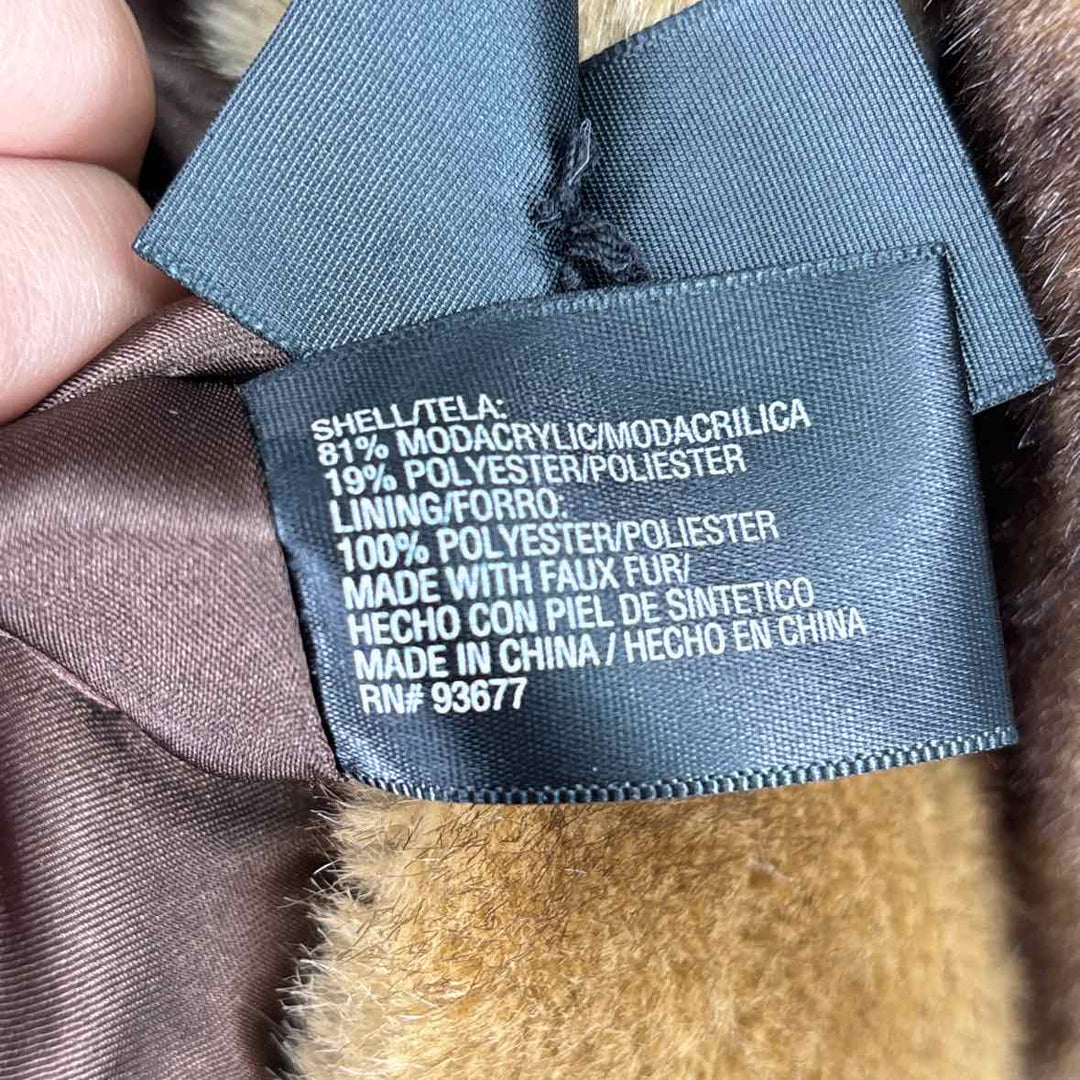 SHELL/TELA:
81% MODACRYLIC/MODACRILICA
19% POLYESTER/POLIESTER
LINING/FORRO:
100% POLYESTER/POLIESTER
MADE WITH FAUX FUR/
HECHO CON PIEL DE SINTETICO
MADE IN CHINA / HECHO EN CHINA
RN# 93677